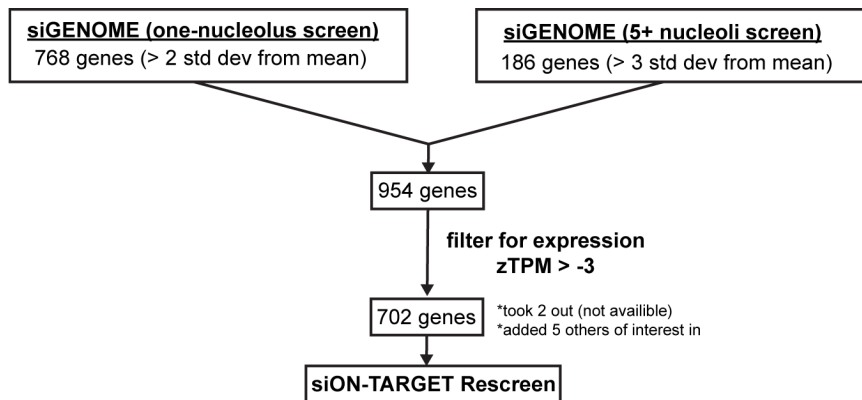 siGENOME (one-nucleolus screen)
768 genes (> 2 std dev from mean)
siGENOME (5+ nucleoli screen)
186 genes (> 3 std dev from mean)
954 genes
filter for expression
zTPM > -3
702 genes
*took 2 out (not availible)
*added 5 others of interest in
siON-TARGET Rescreen